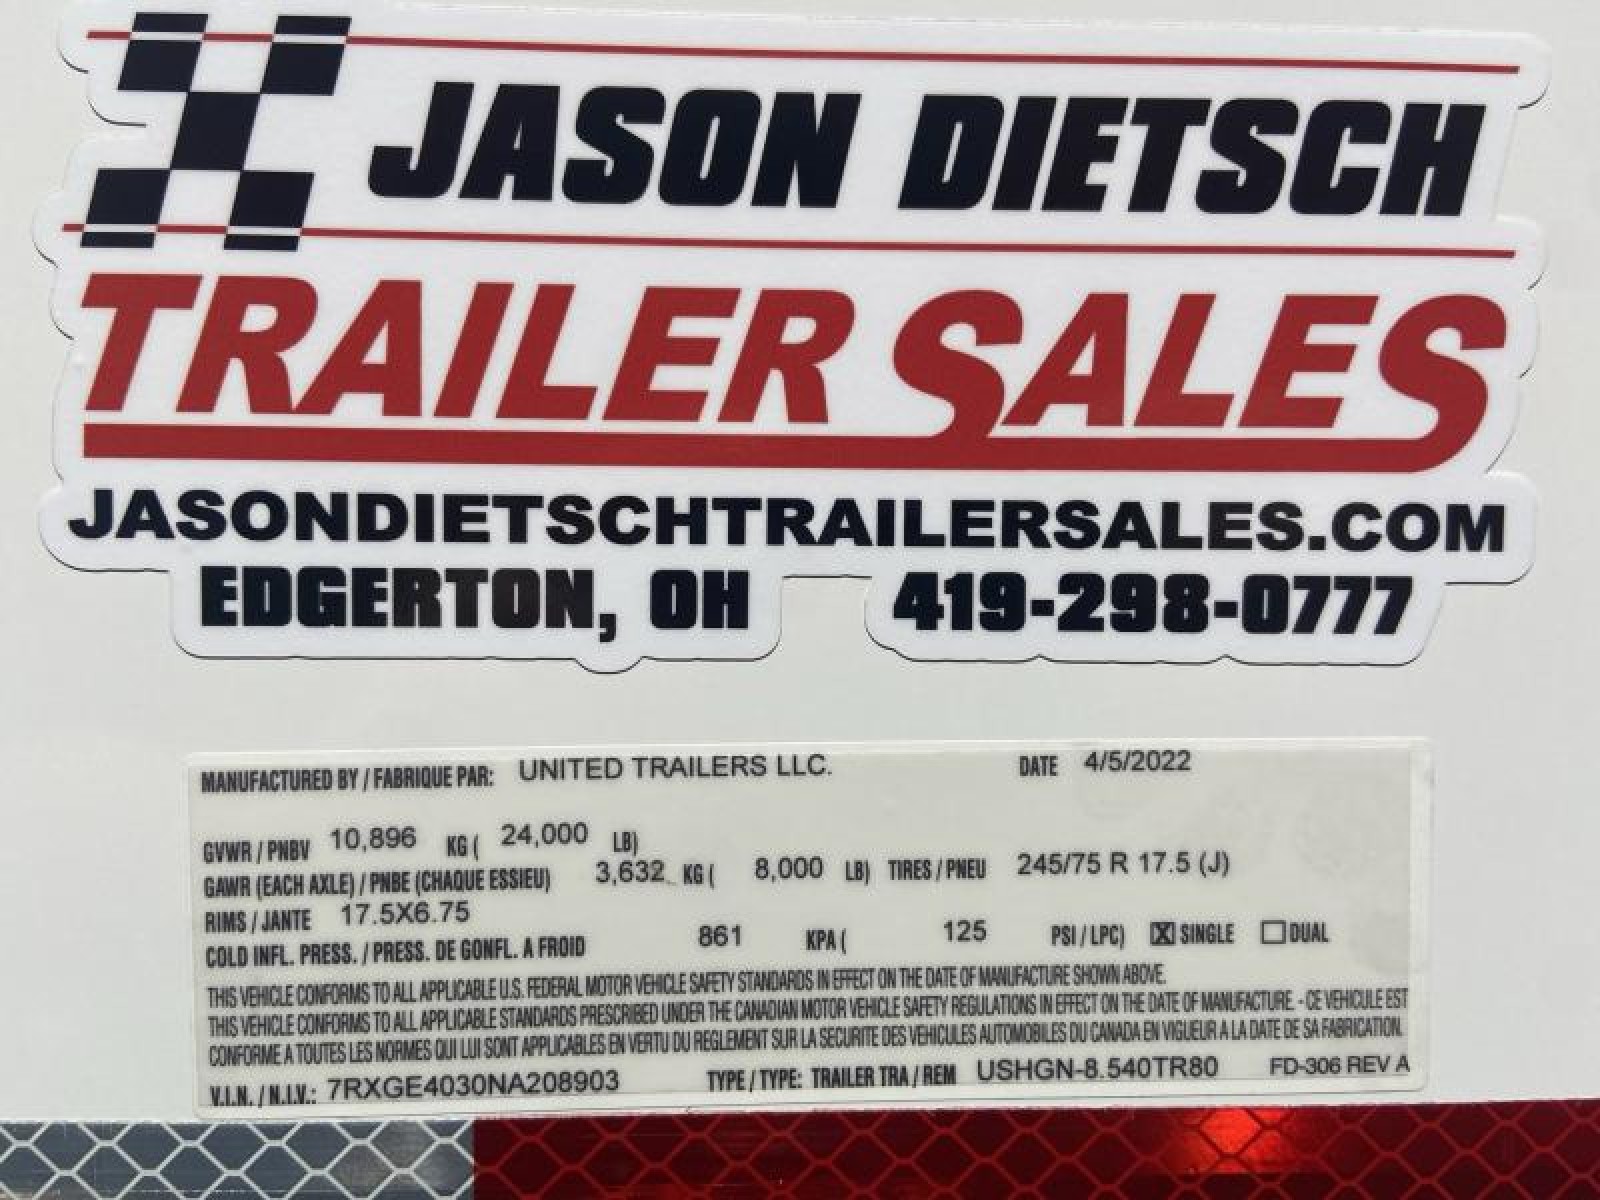 JASON DIETSCH
TRAILER SALES
JASONDIETSCHTRAILERSALES.COM
EDGERTON, OH 419-298-0777
MANUFACTURED BY / FABRIQUE PAR: UNITED TRAILERS LLC. DATE 4/5/2022
GVWR / PNBV 10,896 KG ( 24,000 LB)
GAWR (EACH AXLE) / PNBE (CHAQUE ESSIEU) 3,632 KG ( 8,000 LB) TIRES / PNEU 245/75 R 17.5 (J)
RIMS / JANTE 17.5X6.75
COLD INFL. PRESS. / PRESS. DE GONFL. A FROID 861 KPA ( 125 PSI / LPC) ☒ SINGLE ☐ DUAL
THIS VEHICLE CONFORMS TO ALL APPLICABLE U.S. FEDERAL MOTOR VEHICLE SAFETY STANDARDS IN EFFECT ON THE DATE OF MANUFACTURE SHOWN ABOVE.
THIS VEHICLE CONFORMS TO ALL APPLICABLE STANDARDS PRESCRIBED UNDER THE CANADIAN MOTOR VEHICLE SAFETY REGULATIONS IN EFFECT ON THE DATE OF MANUFACTURE. - CE VEHICULE EST
CONFORME A TOUTES LES NORMES QUI LUI SONT APPLICABLES EN VERTU DU REGLEMENT SUR LA SECURITE DES VEHICULES AUTOMOBILES DU CANADA EN VIGUEUR A LA DATE DE SA FABRICATION.
V.I.N. / N.I.V.: 7RXGE4030NA208903 TYPE / TYPE: TRAILER TRA / REM USHGN-8.540TR80 FD-306 REV A